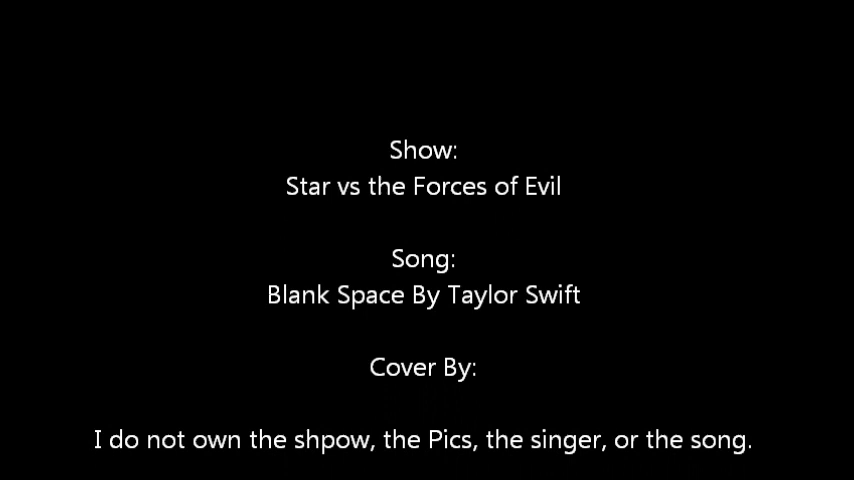 Show:
Star vs the Forces of Evil
Song:
Blank Space By Taylor Swift
Cover By:
I do not own the shpow, the Pics, the singer, or the song.